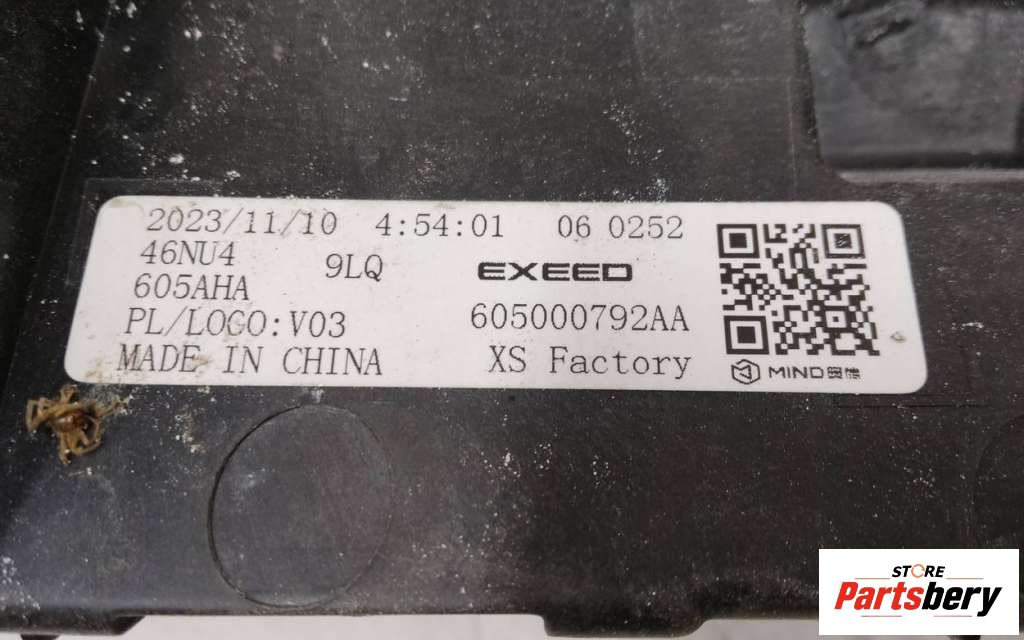 2023/11/10 4:54:01 06 0252
46NU4
9LQ
EXEED
605AHA
PL/LOGO:V03
605000792AA
MADE IN CHINA
XS Factory
MIND
STORE
Partsbery